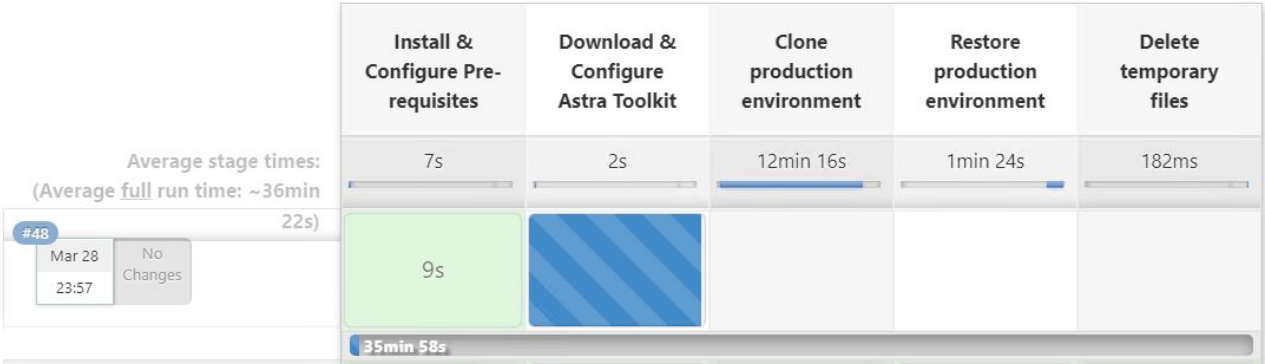 Install &
Configure Pre-
requisites
Download &
Configure
Astra Toolkit
Clone
production
environment
Restore
production
environment
Delete
temporary
files
Average stage times:
(Average full run time: ~36min
22s)
7s
2s
12min 16s
1min 24s
182ms
#48
Mar 28
23:57
No
Changes
9s
35min 58s